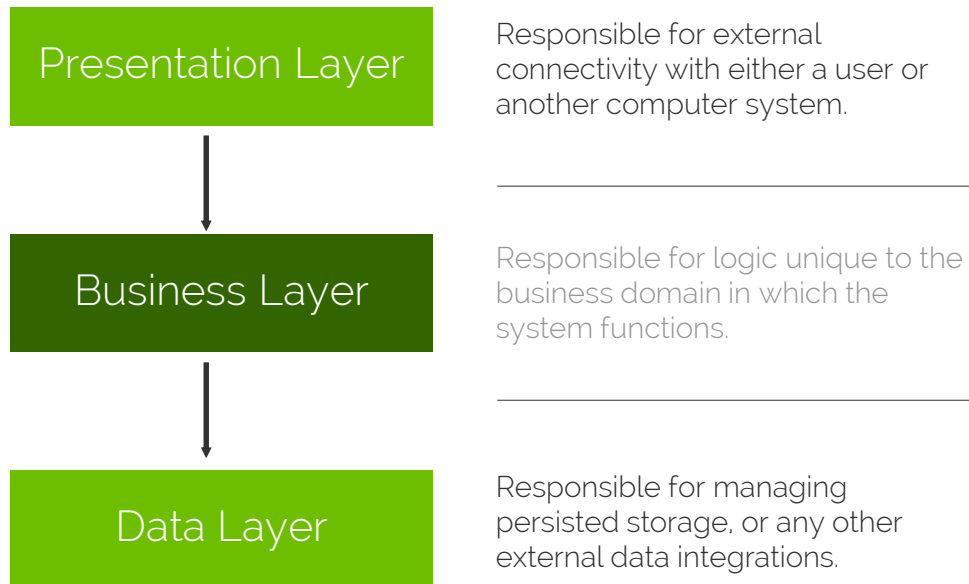 Presentation Layer
Responsible for external
connectivity with either a user or
another computer system.
Business Layer
Responsible for logic unique to the
business domain in which the
system functions.
Data Layer
Responsible for managing
persisted storage, or any other
external data integrations.